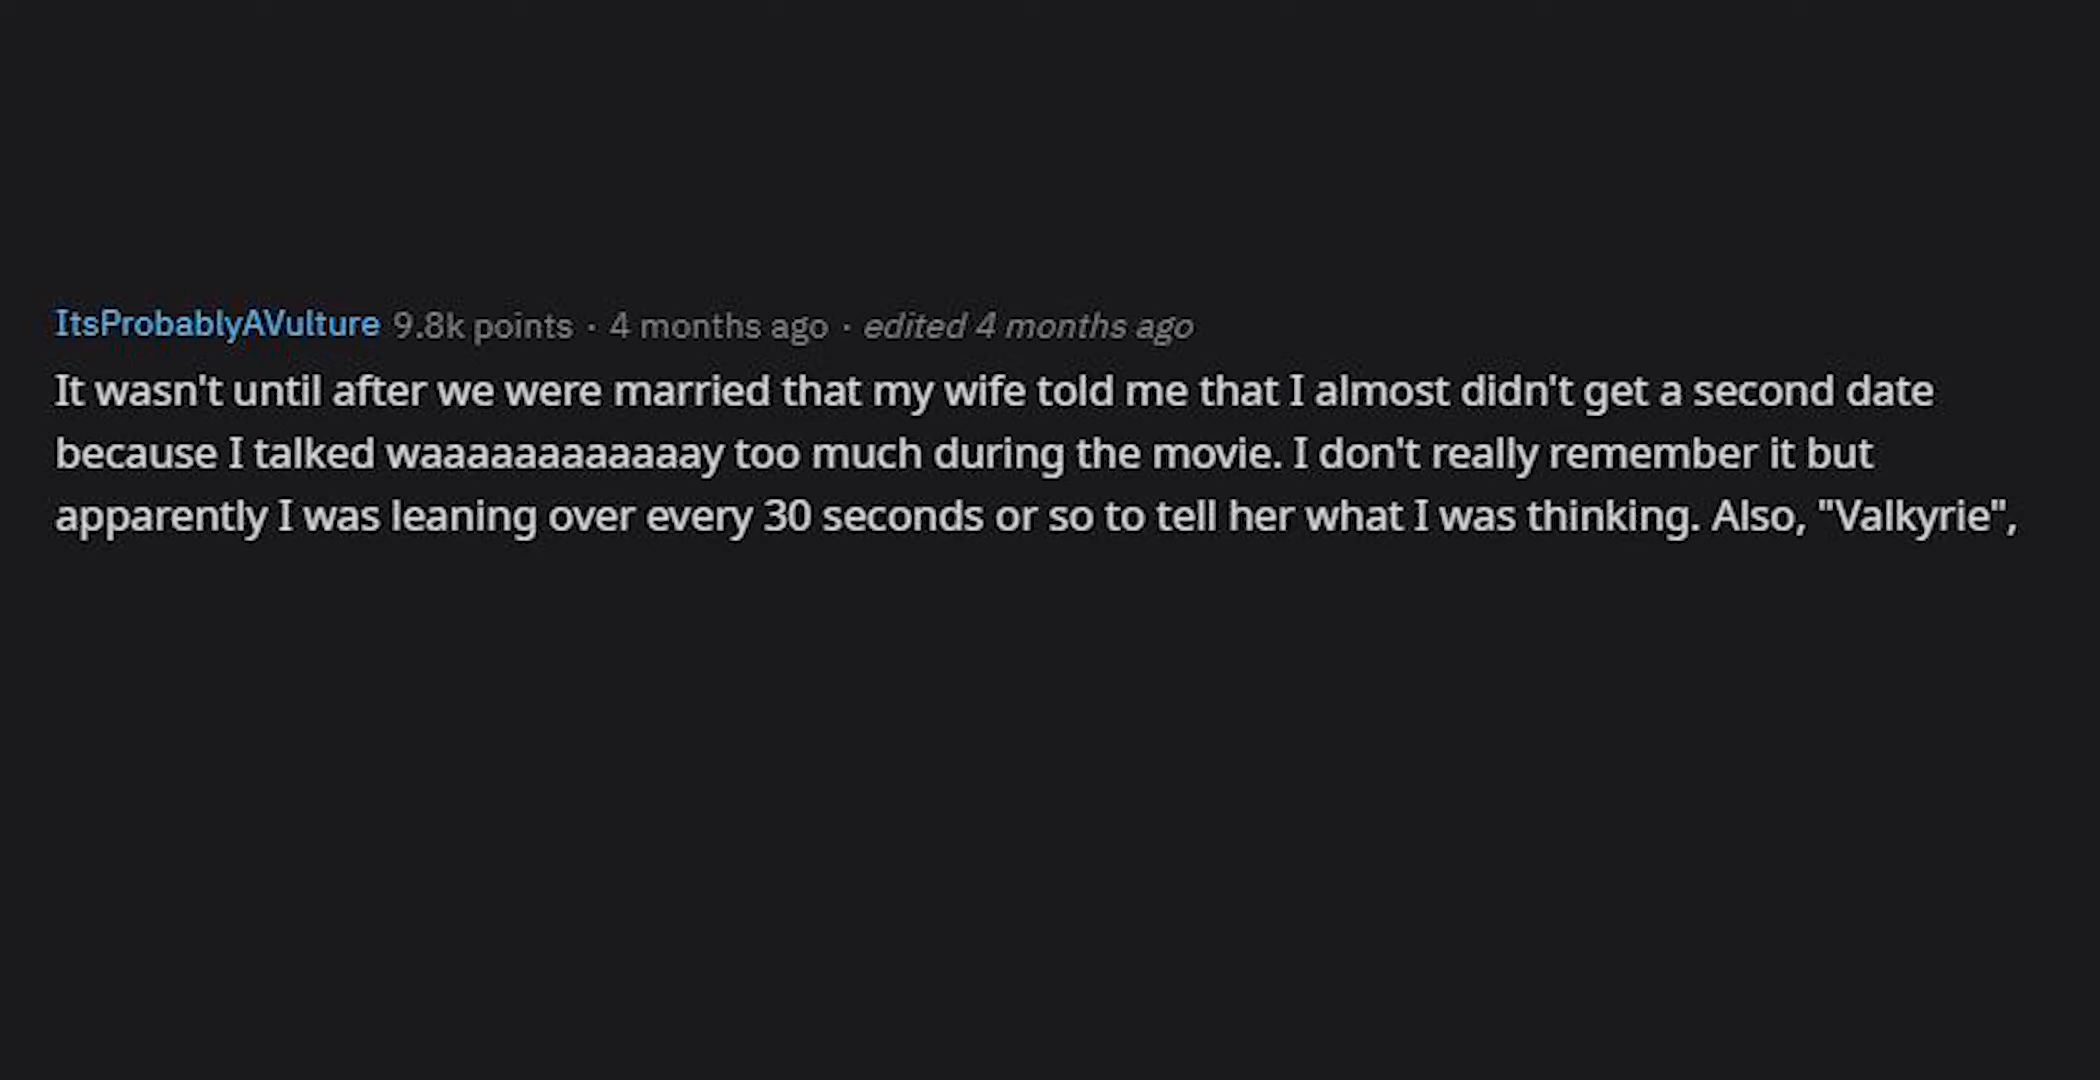 ItsProbablyAVulture 9.8k points · 4 months ago · edited 4 months ago
It wasn't until after we were married that my wife told me that I almost didn't get a second date
because I talked waaaaaaaaaaaay too much during the movie. I don't really remember it but
apparently I was leaning over every 30 seconds or so to tell her what I was thinking. Also, "Valkyrie",